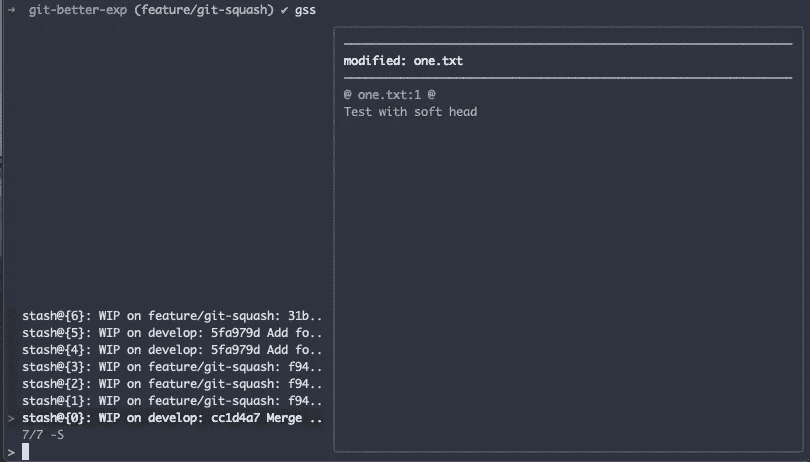 → git-better-exp (feature/git-squash) ✔ gss
modified: one.txt
@ one.txt:1 @
Test with soft head
stash@{6}: WIP on feature/git-squash: 31b..
stash@{5}: WIP on develop: 5fa979d Add fo..
stash@{4}: WIP on develop: 5fa979d Add fo..
stash@{3}: WIP on feature/git-squash: f94..
stash@{2}: WIP on feature/git-squash: f94..
stash@{1}: WIP on feature/git-squash: f94..
> stash@{0}: WIP on develop: cc1d4a7 Merge ..
7/7 -S
>